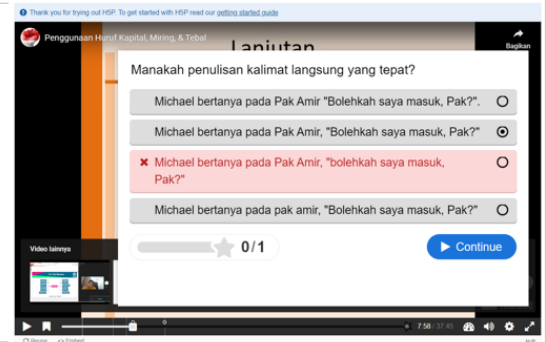 Thank you for trying out H5P. To get started with H5P read our getting started guide
Penggunaan Huruf Kapital, Miring, & Tebal
Lanjutan
Bagikan
Manakah penulisan kalimat langsung yang tepat?
Michael bertanya pada Pak Amir "Bolehkah saya masuk, Pak?".
Michael bertanya pada Pak Amir, "Bolehkah saya masuk, Pak?"
Michael bertanya pada Pak Amir, "bolehkah saya masuk,
Pak?"
Michael bertanya pada pak amir, "Bolehkah saya masuk, Pak?"
Video lainnya
0/1
Continue
7:58 / 37:45
Reuse <> Embed